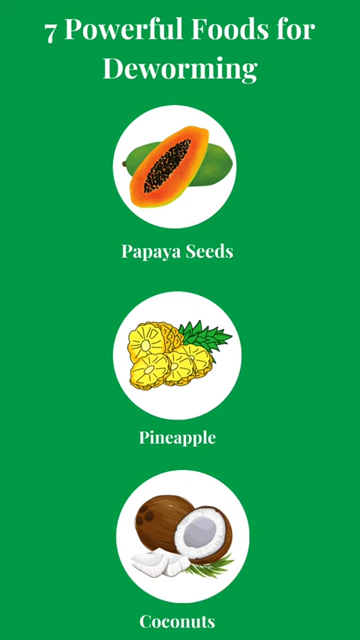 7 Powerful Foods for
Deworming
Papaya Seeds
Pineapple
Coconuts